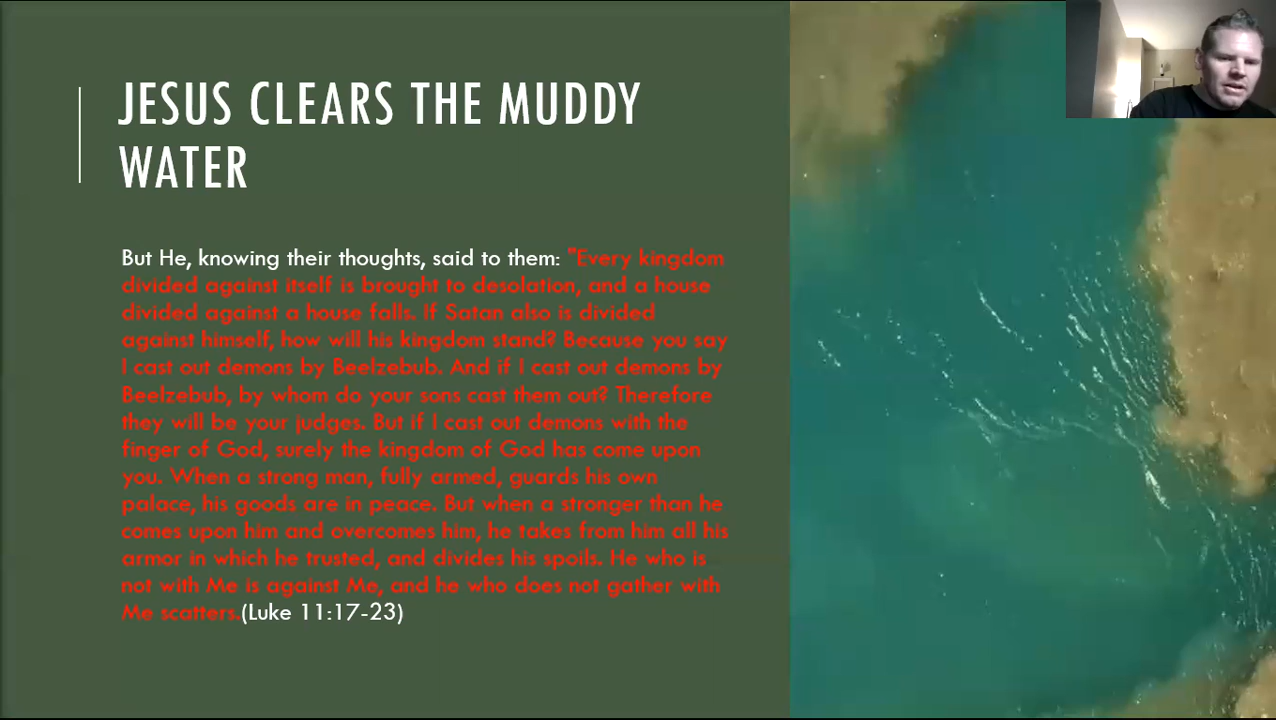 JESUS CLEARS THE MUDDY
WATER
But He, knowing their thoughts, said to them: "Every kingdom
divided against itself is brought to desolation, and a house
divided against a house falls. If Satan also is divided
against himself, how will his kingdom stand? Because you say
I cast out demons by Beelzebub. And if I cast out demons by
Beelzebub, by whom do your sons cast them out? Therefore
they will be your judges. But if I cast out demons with the
finger of God, surely the kingdom of God has come upon
you. When a strong man, fully armed, guards his own
palace, his goods are in peace. But when a stronger than he
comes upon him and overcomes him, he takes from him all his
armor in which he trusted, and divides his spoils. He who is
not with Me is against Me, and he who does not gather with
Me scatters.(Luke 11:17-23)